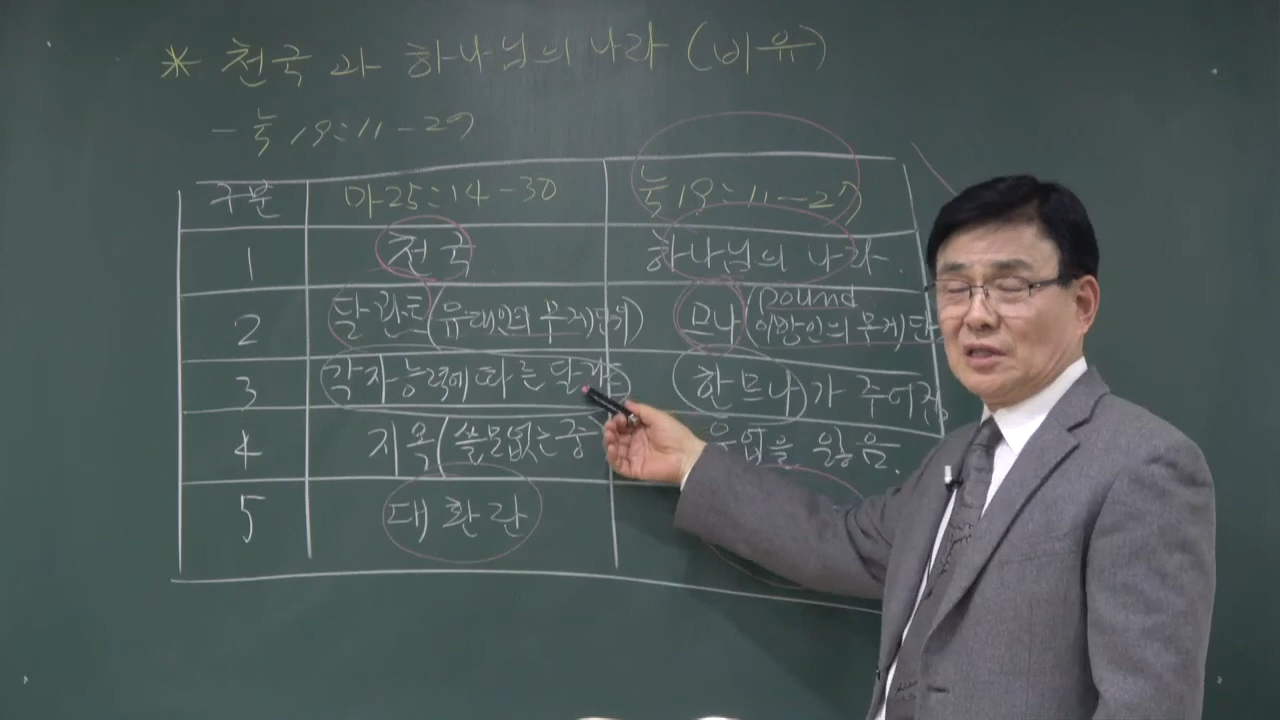 * 천국과 하나님의 나라 (비유)
- 눅 19:11-27
구분 마25:14-30 눅 19:11-27
1 천국 하나님의 나라.
2 달란트(유대인의 무게단위) 므나 (pound 이방인의 무게단
3 각자능력에 따른 달란트 한 므나가 주어짐
4 지옥(쓸모없는 종 을 잃음.
5 대환란